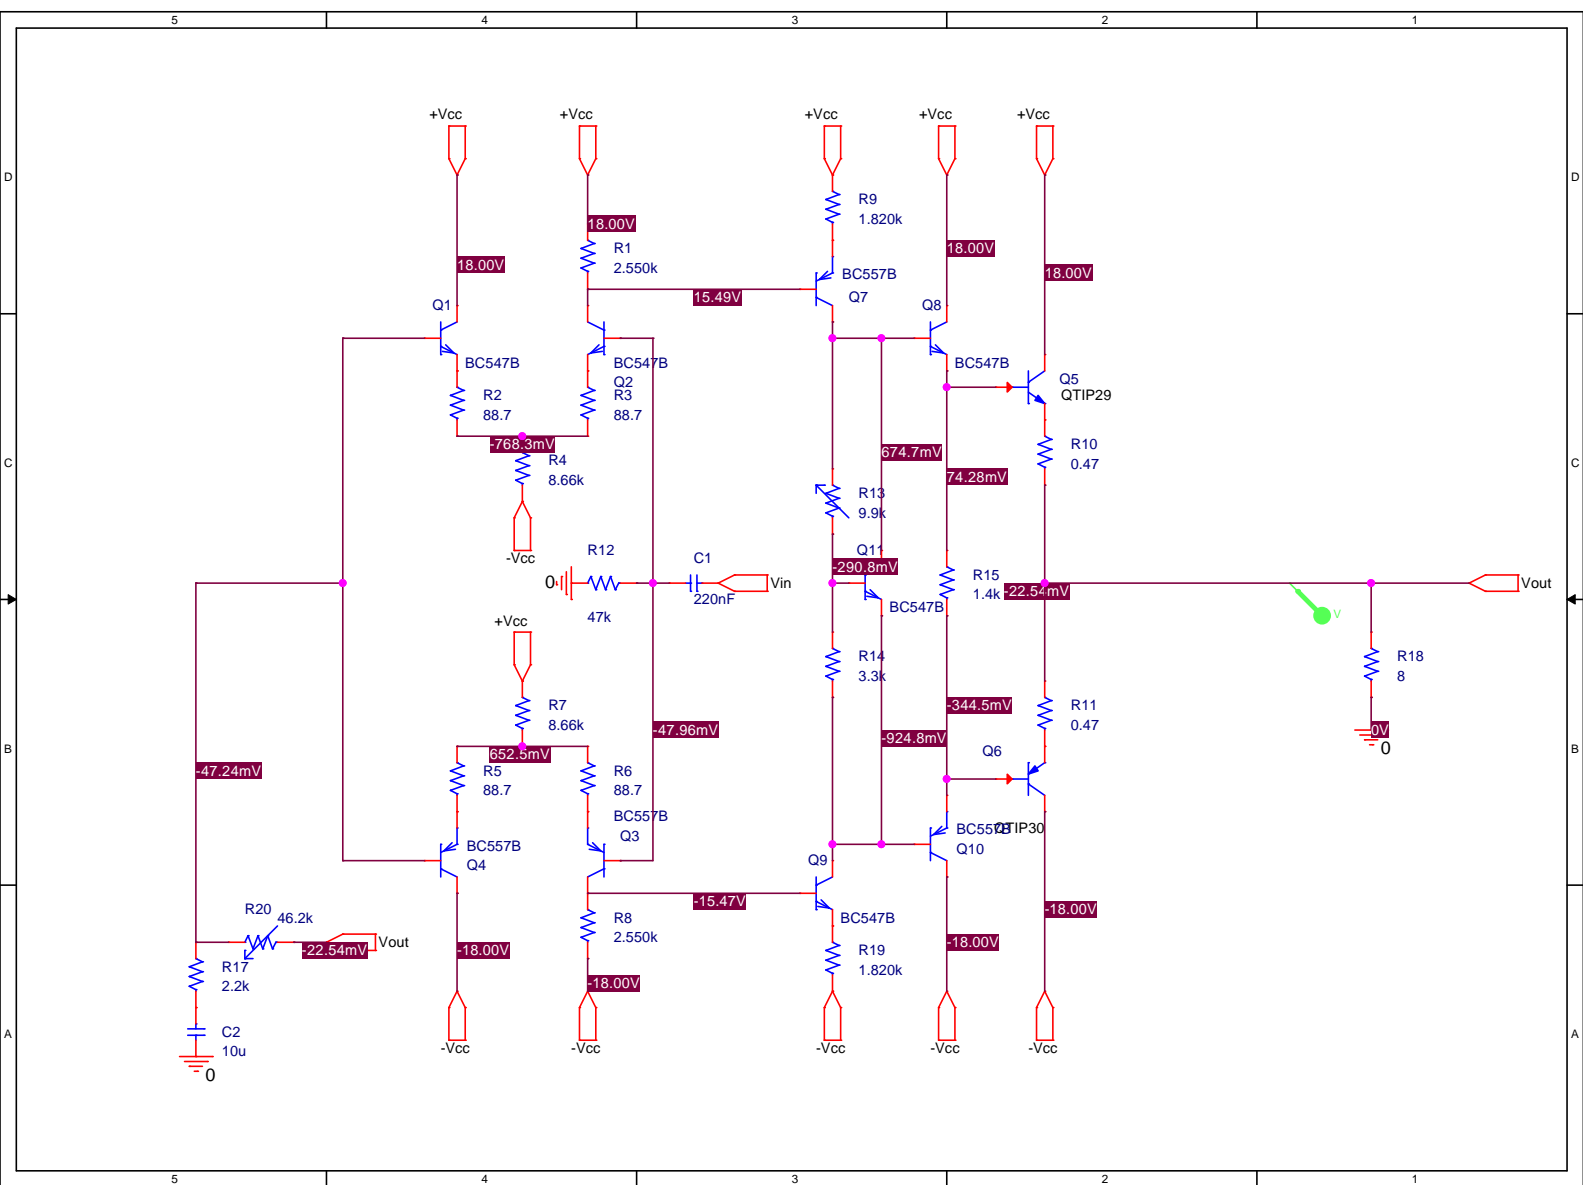 5 4 3 2 1
+Vcc +Vcc +Vcc +Vcc +Vcc
D D
R9
1.820k
18.00V
R1
2.550k
18.00V
18.00V
18.00V
BC557B
Q7
15.49V
Q1
Q8
BC547B
BC547B
Q2
BC547B
Q5
QTIP29
R2
88.7
R3
88.7
-768.3mV
R4
8.66k
R10
0.47
C C
674.7mV
74.28mV
R13
9.9k
-Vcc
R12
47k
0
C1
220nF
Vin
Q11
-290.8mV
BC547B
R15
1.4k
-22.54mV
Vout
V
+Vcc
R14
3.3k
R18
8
R7
8.66k
-344.5mV
R11
0.47
-47.96mV
-924.8mV
0V
0
B B
652.5mV
Q6
-47.24mV
R5
88.7
R6
88.7
BC557B
Q3
BC557B
QTIP30
Q10
BC557B
Q4
Q9
-15.47V
BC547B
-18.00V
R20
46.2k
R8
2.550k
-22.54mV
Vout
-18.00V
-18.00V
R17
2.2k
R19
1.820k
-18.00V
C2
10u
0
A A
-Vcc -Vcc -Vcc -Vcc -Vcc
5 4 3 2 1